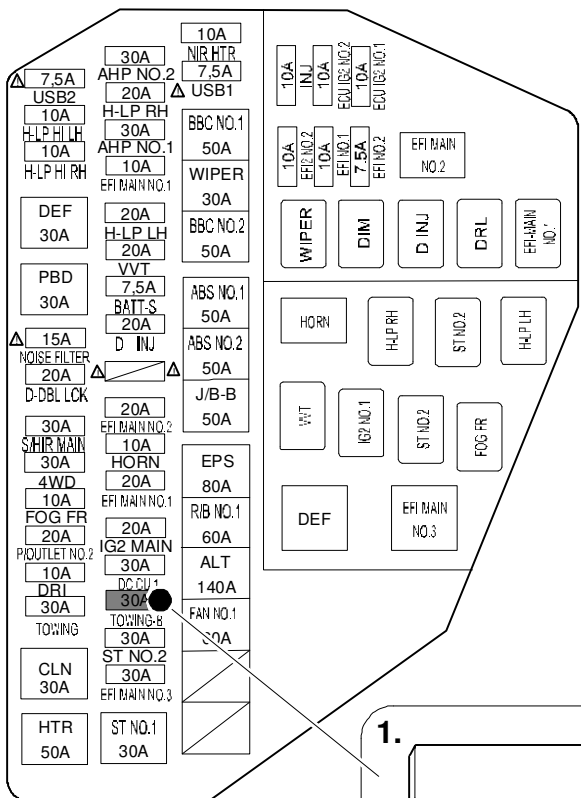 7,5A
USB2
10A
H-LP HI LH
10A
H-LP HI RH
DEF
30A
PBD
30A
15A
NOISE FILTER
20A
D-DBL LCK
30A
S/HIR MAIN
30A
4WD
10A
FOG FR
20A
P/OUTLET NO.2
10A
DRI
30A
TOWING
CLN
30A
HTR
50A
30A
AHP NO.2
20A
H-LP RH
30A
AHP NO.1
10A
EFI MAIN NO.1
20A
H-LP LH
20A
VVT
7,5A
BATT-S
20A
D INJ
20A
EFI MAIN NO.2
10A
HORN
20A
EFI MAIN NO.1
20A
IG2 MAIN
30A
DC CU 1
30A
TOWING-B
30A
ST NO.2
30A
EFI MAIN NO.3
ST NO.1
30A
10A
NIR HTR
7,5A
USB1
BBC NO.1
50A
WIPER
30A
BBC NO.2
50A
ABS NO.1
50A
ABS NO.2
50A
J/B-B
50A
EPS
80A
R/B NO.1
60A
ALT
140A
FAN NO.1
10A
INJ
10A
ECU IG2 NO.2
10A
ECU IG2 NO.1
10A
EFI2 NO.2
10A
EFI NO.1
7.5A
EFI NO.2
EFI MAIN
NO.2
WIPER
DIM
D INJ
DRL
EFI-MAIN
NO.1
HORN
H-LP RH
ST NO.2
H-LP LH
VVT
IG2 NO.1
ST NO.2
FOG FR
DEF
EFI MAIN
NO.3
1.